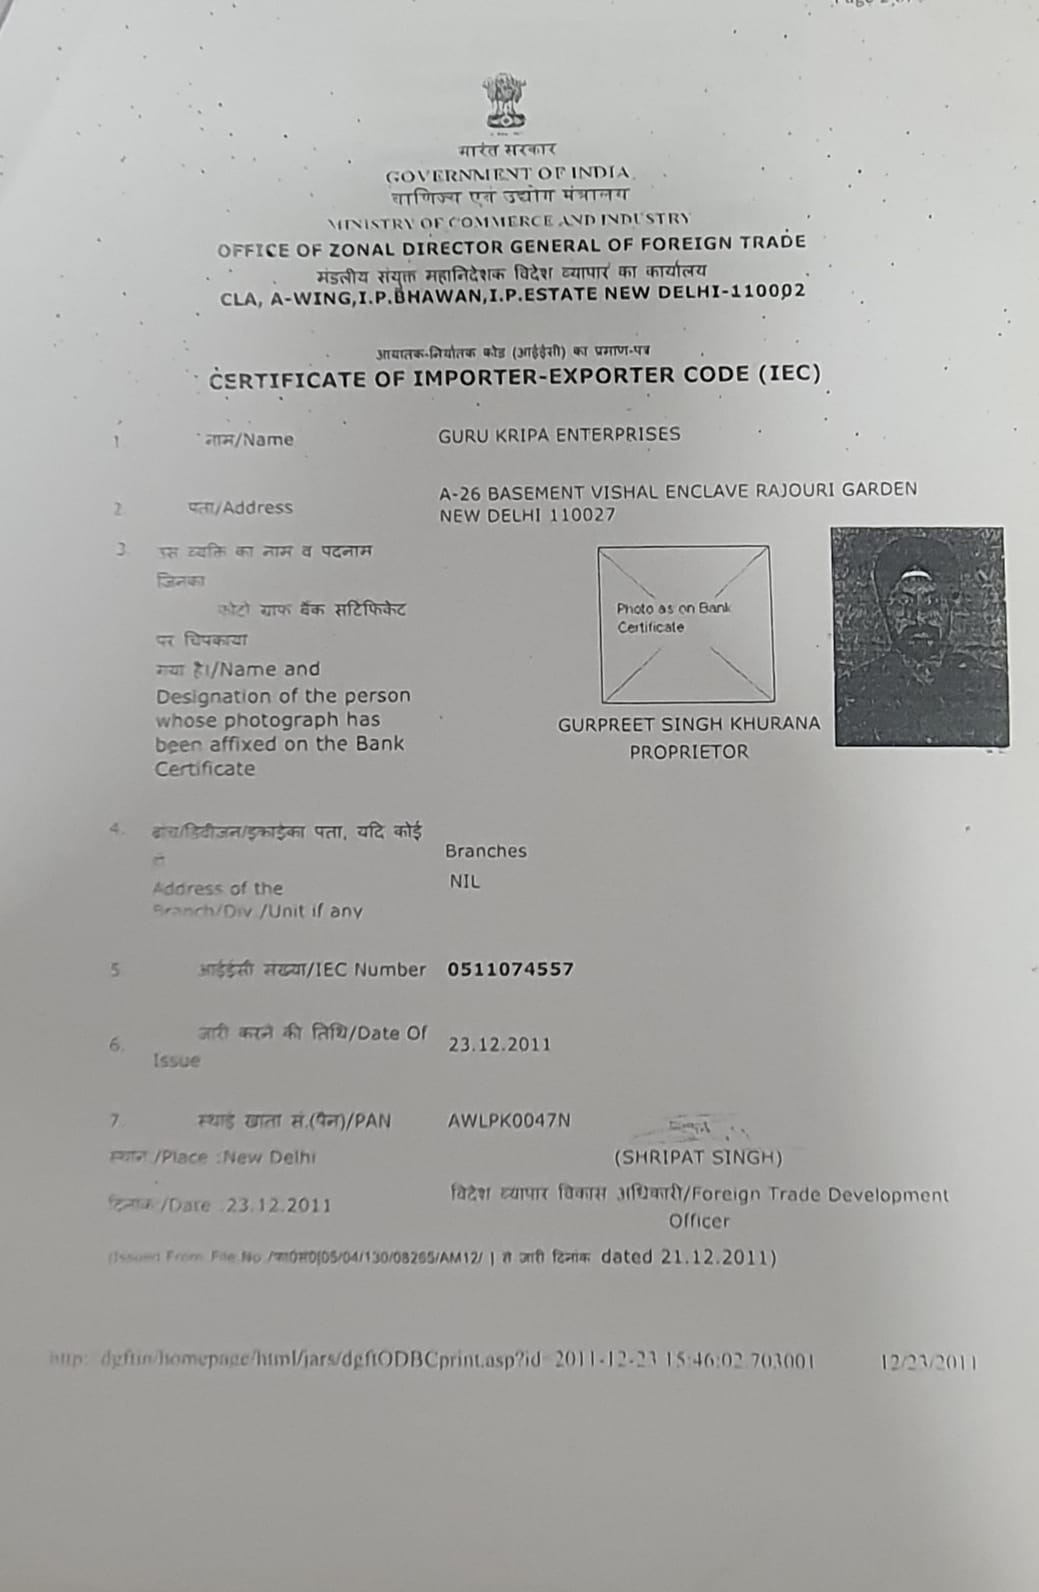 भारत सरकार
GOVERNMENT OF INDIA
वाणिज्य एवं उद्योग मंत्रालय
MINISTRY OF COMMERCE AND INDUSTRY
OFFICE OF ZONAL DIRECTOR GENERAL OF FOREIGN TRADE
मंडलीय संयुक्त महानिदेशक विदेश व्यापार का कार्यालय
CLA, A-WING,I.P.BHAWAN,I.P.ESTATE NEW DELHI-110002
आयातक-निर्यातक कोड (आईईसी) का प्रमाण-पत्र
CERTIFICATE OF IMPORTER-EXPORTER CODE (IEC)
1 नाम/Name GURU KRIPA ENTERPRISES
2. पता/Address A-26 BASEMENT VISHAL ENCLAVE RAJOURI GARDEN
NEW DELHI 110027
3. उस व्यक्ति का नाम व पदनाम
जिनका
फोटो ग्राफ बैंक सर्टिफिकेट
पर चिपकाया
गया है।/Name and
Designation of the person
whose photograph has
been affixed on the Bank
Certificate
Photo as on Bank
Certificate
GURPREET SINGH KHURANA
PROPRIETOR
4. ब्रांच/डिवीजन/इकाईका पता, यदि कोई
Address of the
Branch/Div./Unit if any
Branches
NIL
5. आईईसी संख्या/IEC Number 0511074557
6. जारी करने की तिथि/Date Of
Issue 23.12.2011
7. स्थाई खाता सं.(पैन)/PAN AWLPK0047N
स्थान /Place :New Delhi (SHRIPAT SINGH)
दिनांक /Date :23.12.2011 विदेश व्यापार विकास अधिकारी/Foreign Trade Development
Officer
(Issued From File No /05/04/130/08265/AM12/ | से जारी दिनांक dated 21.12.2011)
http: dgftin/homepage/html/jars/dgftODBCprint.asp?id=2011-12-23 15:46:02.703001 12/23/2011